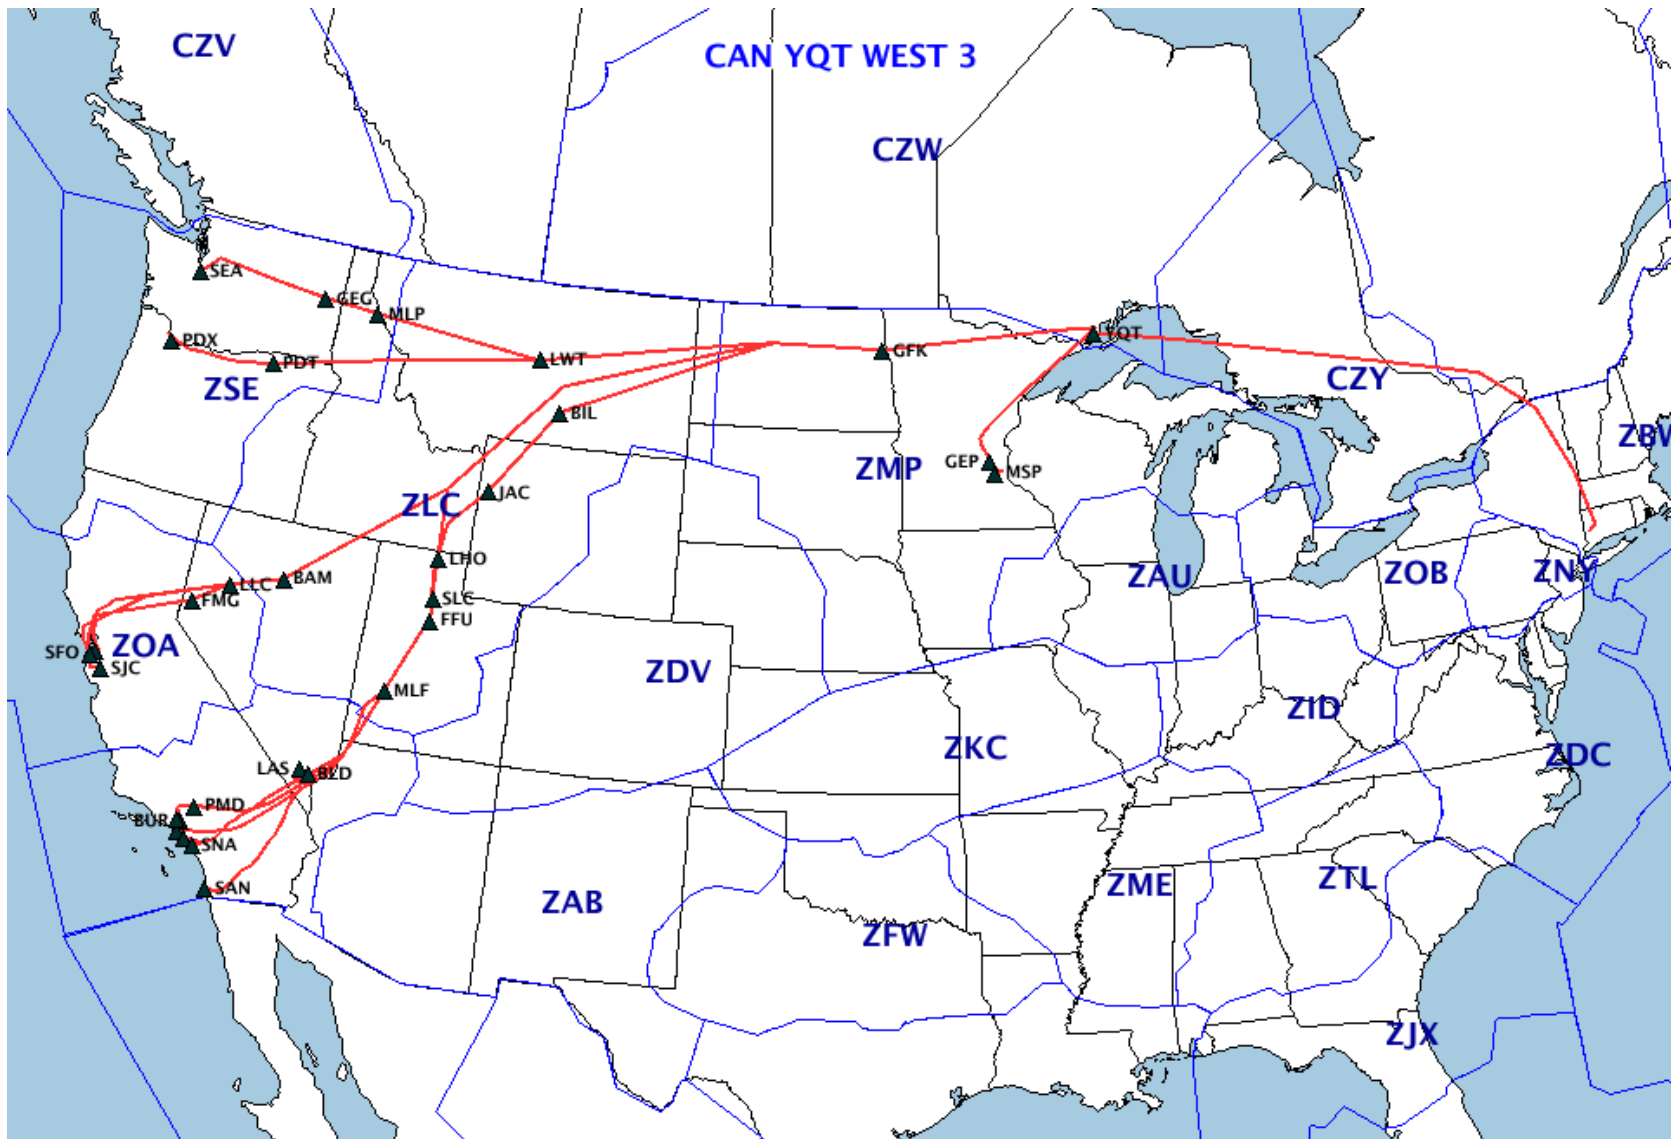 CZV
CAN YQT WEST 3
CZW
SEA
GEG
MLP
PDX
PDT
LWT
GFK
YQT
ZSE
CZY
BIL
ZBW
GEP
MSP
ZMP
JAC
ZLC
LHO
BAM
LLC
FMG
SLC
FFU
ZAU
ZOB
ZNY
SFO
ZOA
SJC
ZDV
MLF
ZID
ZKC
ZDC
LAS
BLD
PMD
BUR
SNA
SAN
ZAB
ZME
ZTL
ZFW
ZJX